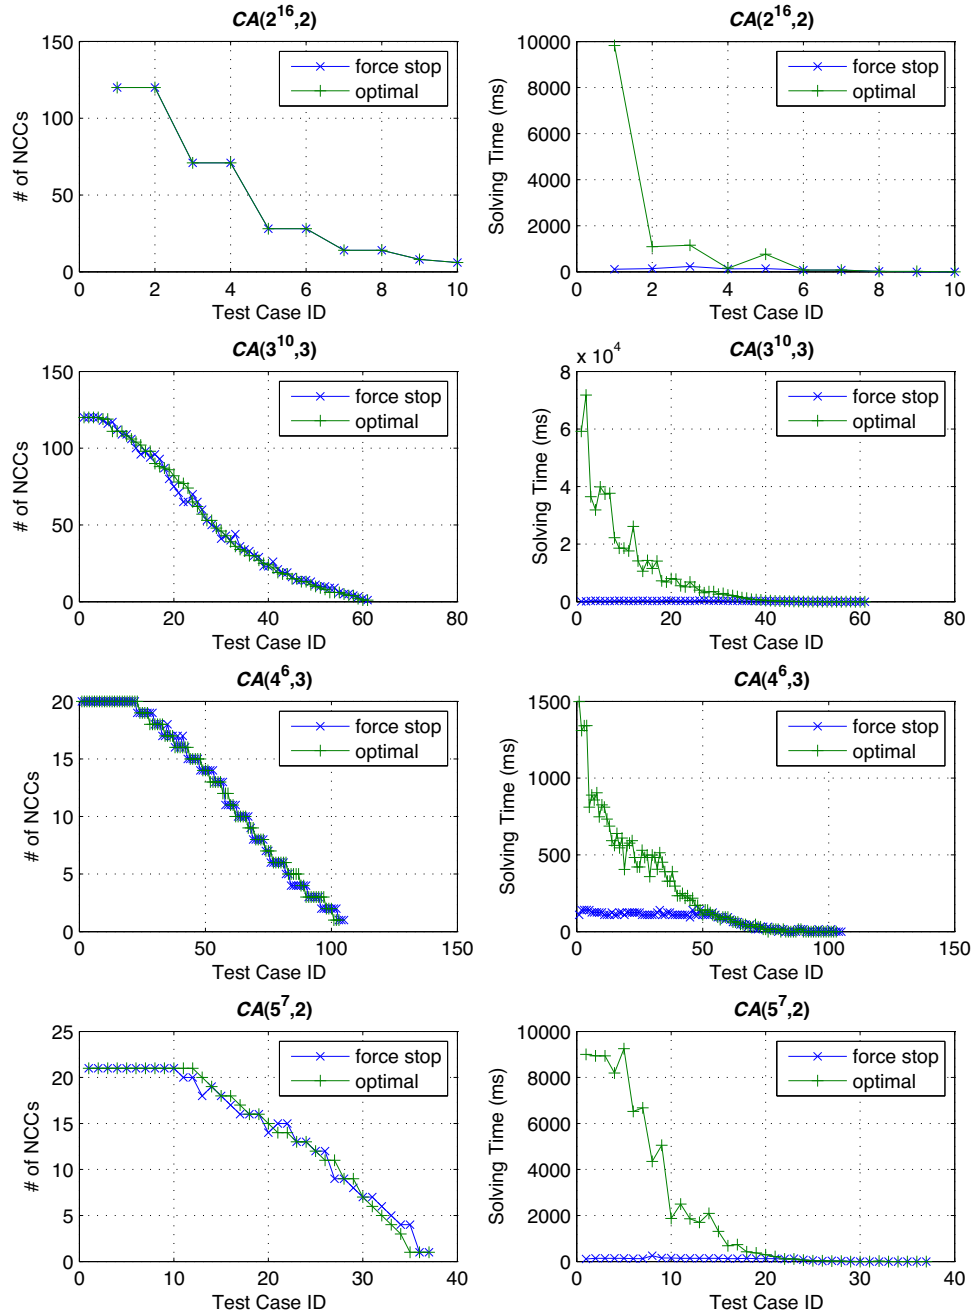 CA(2^16,2)
150
100
50
0
0
2
4
6
8
10
# of NCCs
Test Case ID
force stop
optimal
CA(2^16,2)
10000
8000
6000
4000
2000
0
0
2
4
6
8
10
Solving Time (ms)
Test Case ID
force stop
optimal
CA(3^10,3)
150
100
50
0
0
20
40
60
80
# of NCCs
Test Case ID
force stop
optimal
CA(3^10,3)
x 10^4
8
6
4
2
0
0
20
40
60
80
Solving Time (ms)
Test Case ID
force stop
optimal
CA(4^6,3)
20
15
10
5
0
0
50
100
150
# of NCCs
Test Case ID
force stop
optimal
CA(4^6,3)
1500
1000
500
0
0
50
100
150
Solving Time (ms)
Test Case ID
force stop
optimal
CA(5^7,2)
25
20
15
10
5
0
0
10
20
30
40
# of NCCs
Test Case ID
force stop
optimal
CA(5^7,2)
10000
8000
6000
4000
2000
0
0
10
20
30
40
Solving Time (ms)
Test Case ID
force stop
optimal